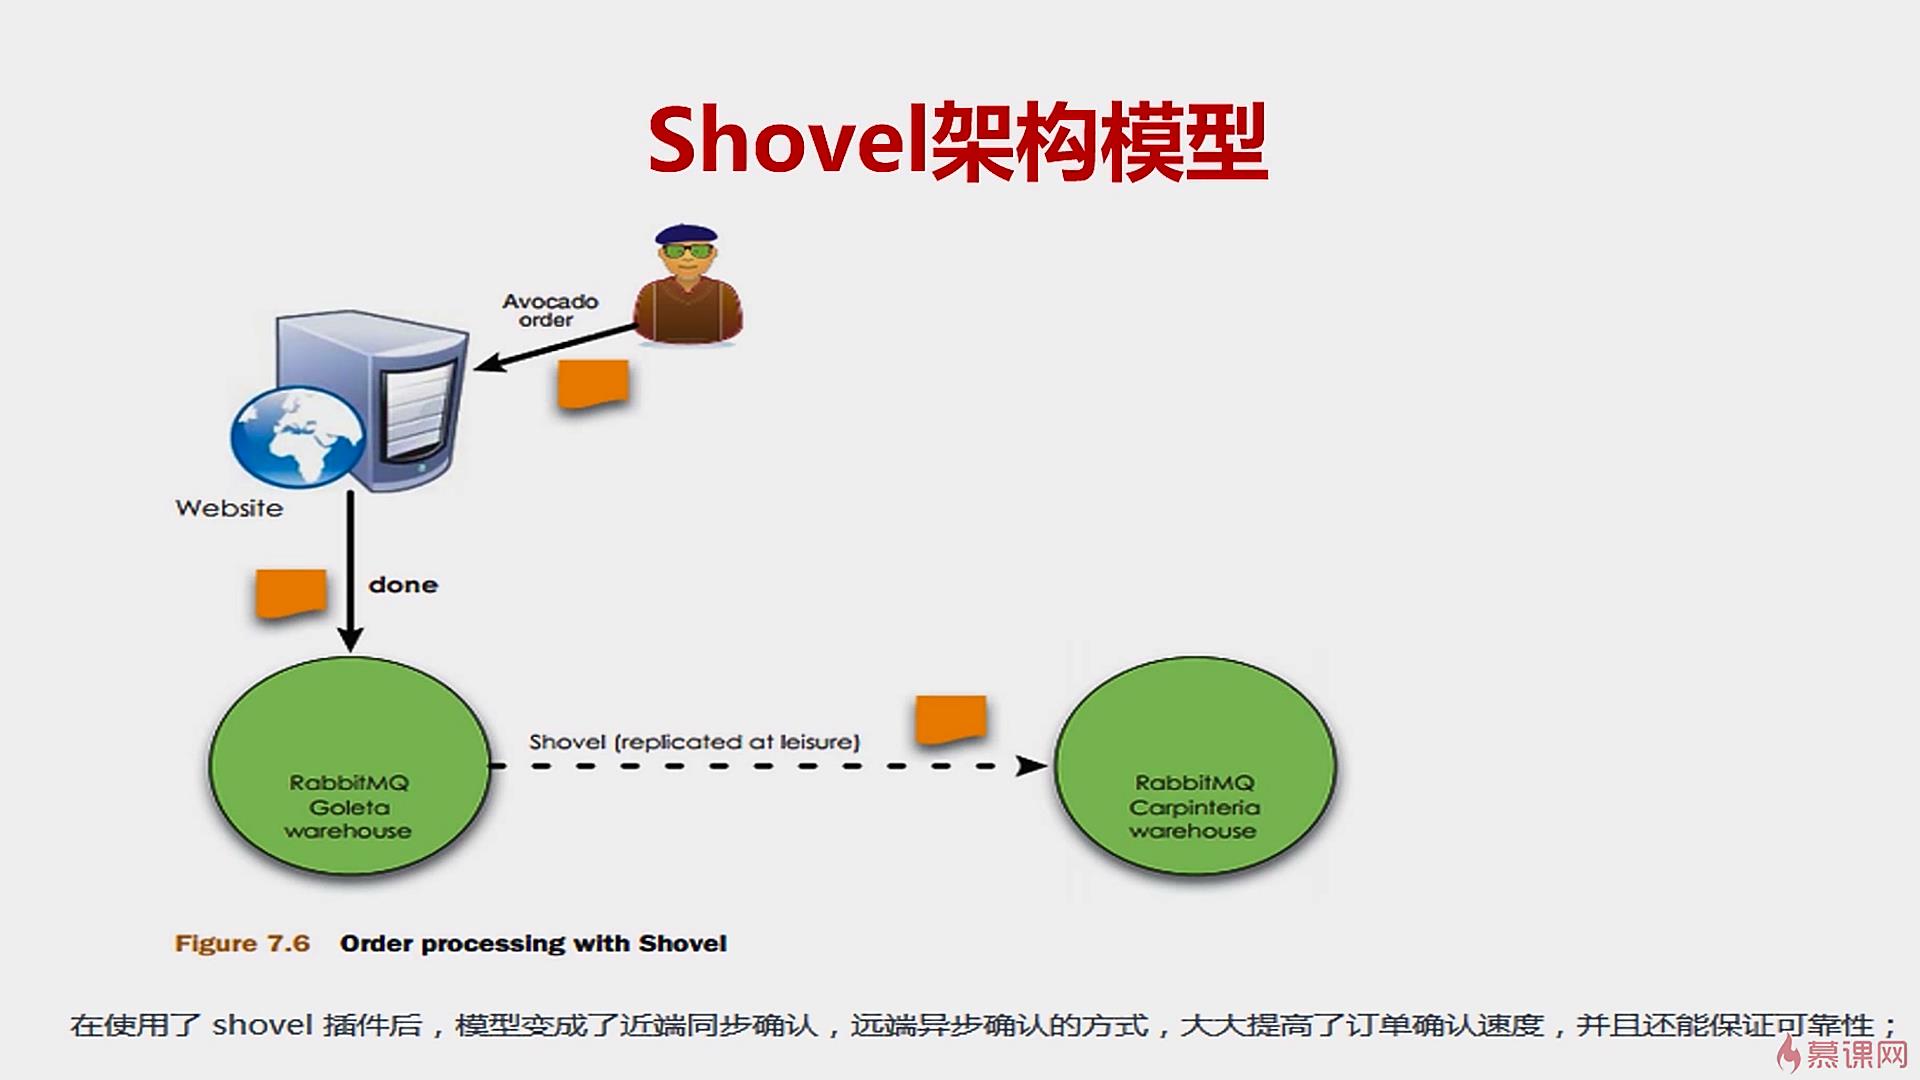 Shovel架构模型
Avocado
order
Website
done
Shovel (replicated at leisure)
RabbitMQ
Goleta
warehouse
RabbitMQ
Carpinteria
warehouse
Figure 7.6 Order processing with Shovel
在使用了 shovel 插件后，模型变成了近端同步确认，远端异步确认的方式，大大提高了订单确认速度，并且还能保证可靠性；
慕课网